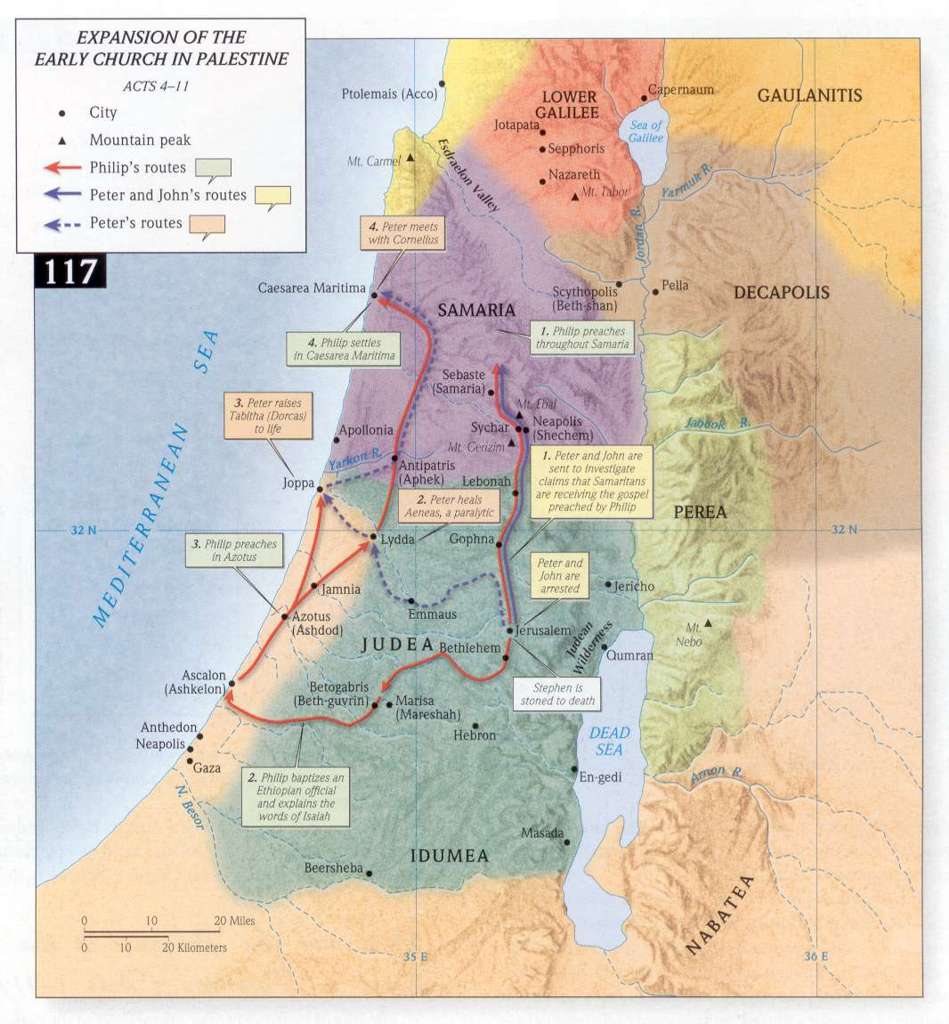 EXPANSION OF THE
EARLY CHURCH IN PALESTINE
ACTS 4–11
City
Mountain peak
Philip's routes
Peter and John's routes
Peter's routes
117
Ptolemais (Acco)
LOWER
GALILEE
Capernaum
GAULANITIS
Jotapata
Sea of
Galilee
Sepphoris
Mt. Carmel
Esdraelon Valley
Nazareth
Mt. Tabor
Yarmuk R.
Jordan R.
4. Peter meets
with Cornelius
Caesarea Maritima
Scythopolis
(Beth-shan)
Pella
DECAPOLIS
SAMARIA
4. Philip settles
in Caesarea Maritima
1. Philip preaches
throughout Samaria
MEDITERRANEAN SEA
Sebaste
(Samaria)
3. Peter raises
Tabitha (Dorcas)
to life
Mt. Ebal
Apollonia
Sychar
Neapolis
(Shechem)
Jabbok R.
Mt. Gerizim
Yarkon R.
Antipatris
(Aphek)
1. Peter and John are
sent to investigate
claims that Samaritans
are receiving the gospel
preached by Philip
Joppa
Lebonah
2. Peter heals
Aeneas, a paralytic
PEREA
32 N
32 N
Lydda
Gophna
3. Philip preaches
in Azotus
Peter and
John are
arrested
Jamnia
Jericho
Emmaus
Azotus
(Ashdod)
Jerusalem
Mt.
Nebo
JUDEA
Bethlehem
Judean
Wilderness
Qumran
Ascalon
(Ashkelon)
Betogabris
(Beth-guvrin)
Marisa
(Mareshah)
Stephen is
stoned to death
Anthedon
Neapolis
Hebron
DEAD
SEA
Gaza
2. Philip baptizes an
Ethiopian official
and explains the
words of Isaiah
En-gedi
Arnon R.
N. Besor
Masada
IDUMEA
Beersheba
NABATEA
0 10 20 Miles
0 10 20 Kilometers
35 E
36 E